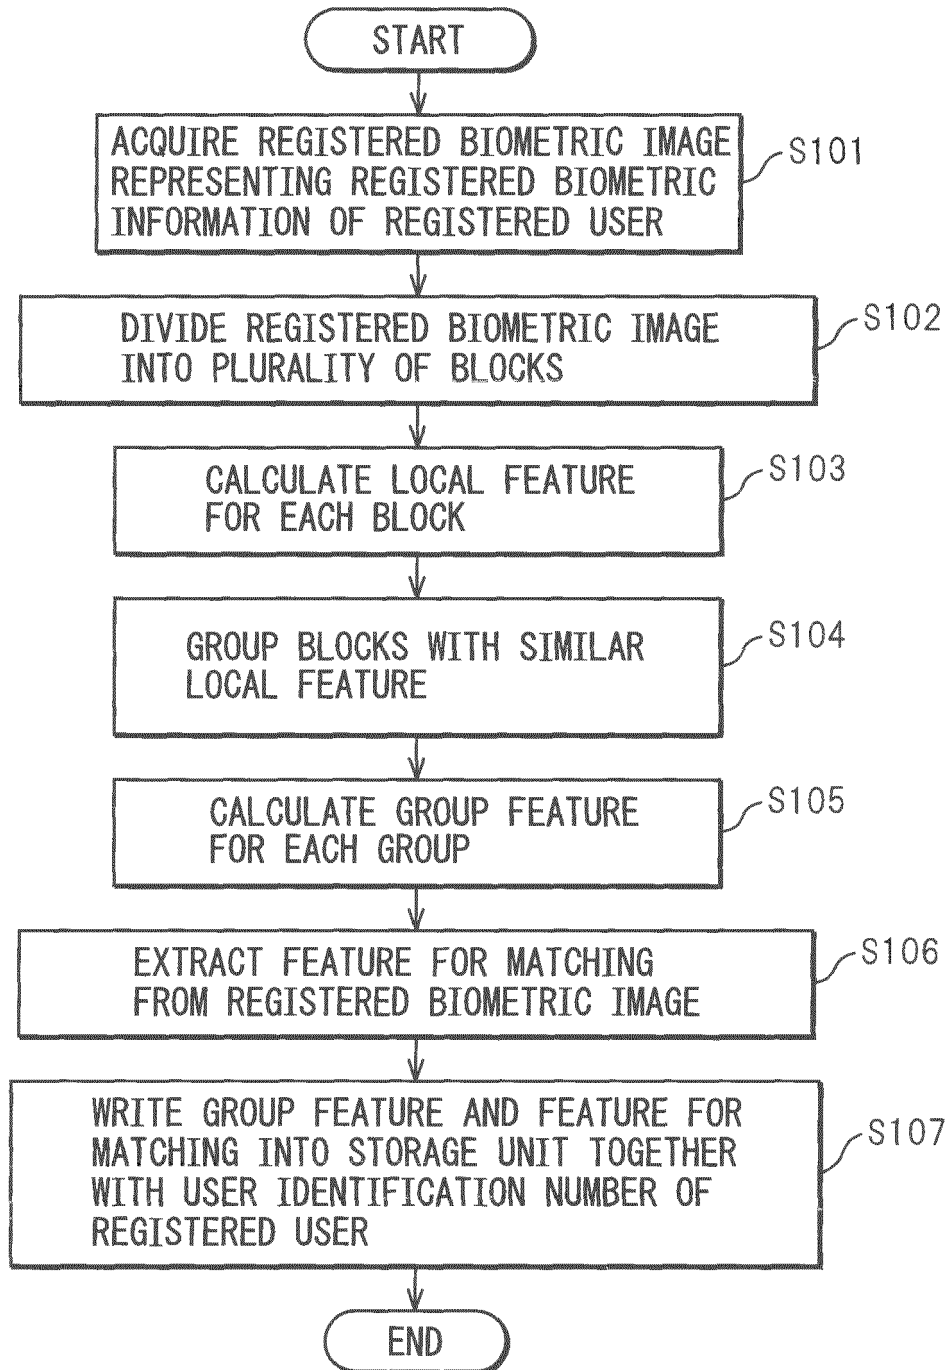 START
ACQUIRE REGISTERED BIOMETRIC IMAGE
REPRESENTING REGISTERED BIOMETRIC
INFORMATION OF REGISTERED USER
S101
DIVIDE REGISTERED BIOMETRIC IMAGE
INTO PLURALITY OF BLOCKS
S102
CALCULATE LOCAL FEATURE
FOR EACH BLOCK
S103
GROUP BLOCKS WITH SIMILAR
LOCAL FEATURE
S104
CALCULATE GROUP FEATURE
FOR EACH GROUP
S105
EXTRACT FEATURE FOR MATCHING
FROM REGISTERED BIOMETRIC IMAGE
S106
WRITE GROUP FEATURE AND FEATURE FOR
MATCHING INTO STORAGE UNIT TOGETHER
WITH USER IDENTIFICATION NUMBER OF
REGISTERED USER
S107
END